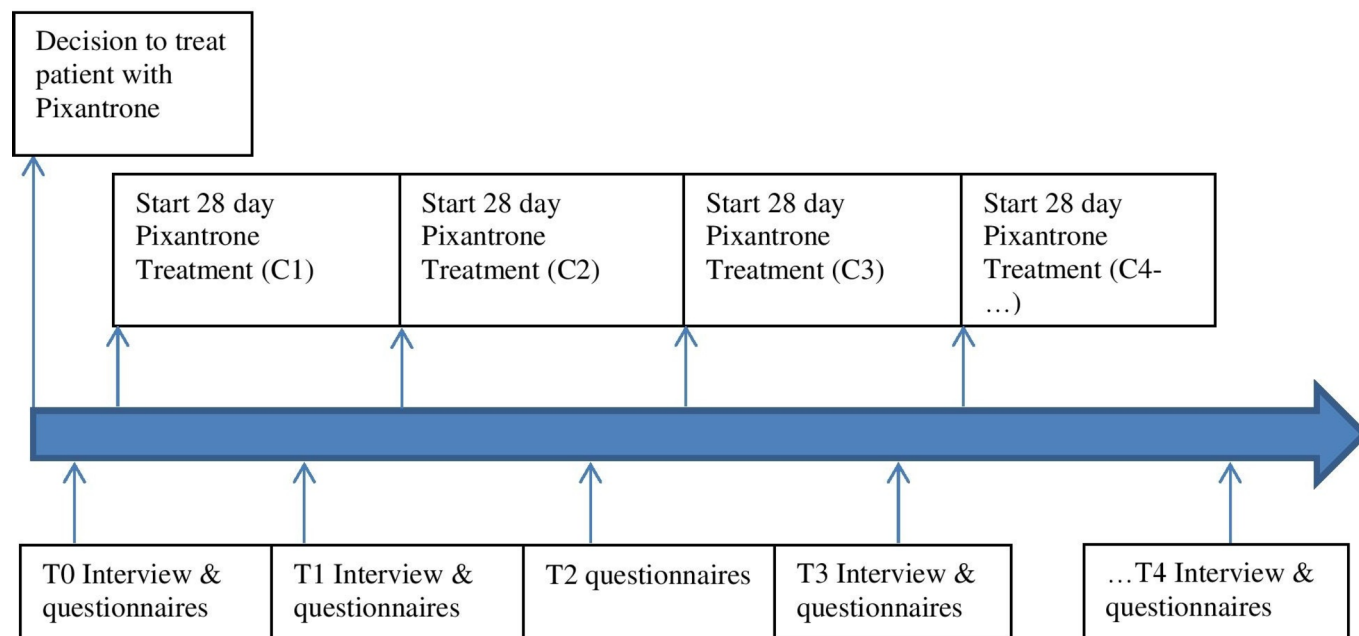 Decision to treat
patient with
Pixantrone
Start 28 day
Pixantrone
Treatment (C1)
Start 28 day
Pixantrone
Treatment (C2)
Start 28 day
Pixantrone
Treatment (C3)
Start 28 day
Pixantrone
Treatment (C4-
…)
T0 Interview &
questionnaires
T1 Interview &
questionnaires
T2 questionnaires
T3 Interview &
questionnaires
…T4 Interview &
questionnaires